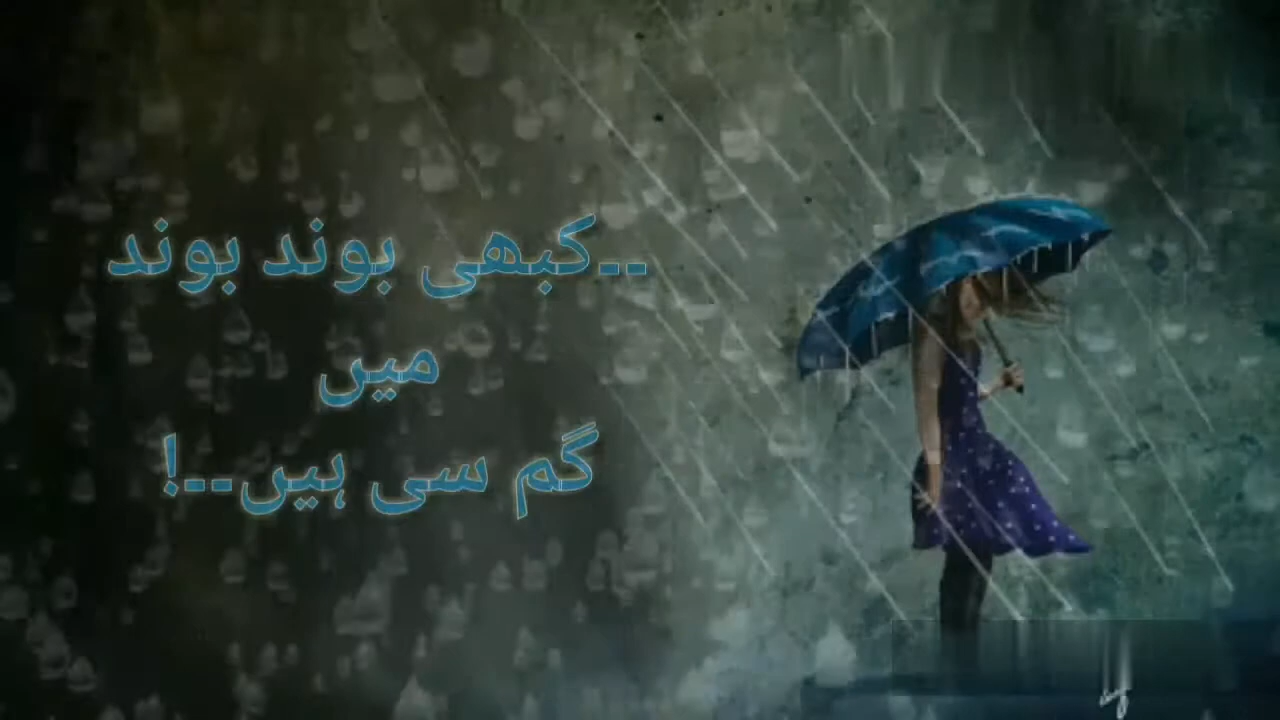 --کبھی بوند بوند
میں
گم سی ہیں--!